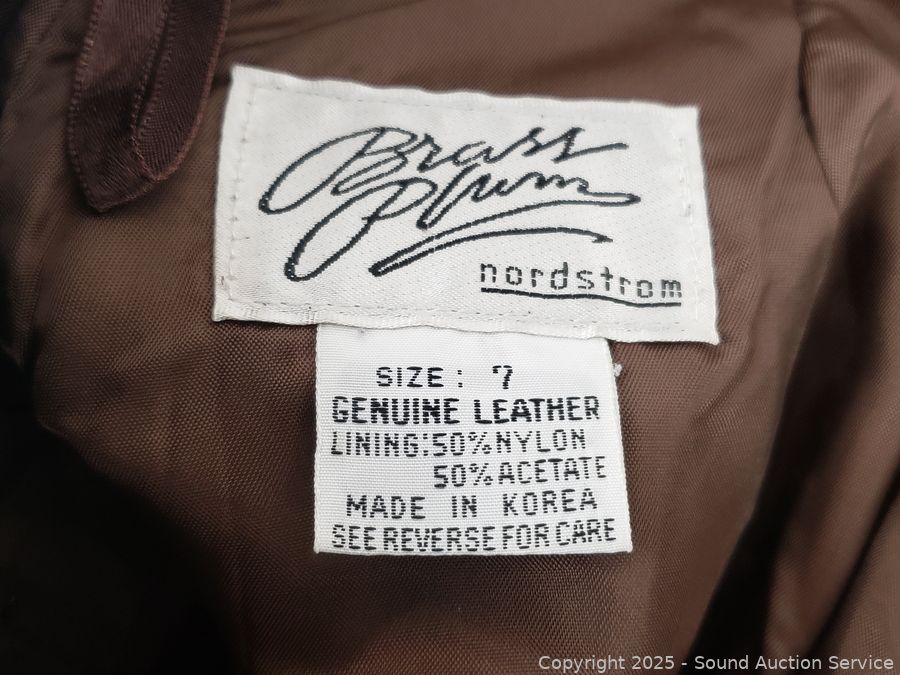 Brass
Plum
nordstrom
SIZE: 7
GENUINE LEATHER
LINING:50%NYLON
50%ACETATE
MADE IN KOREA
SEE REVERSE FOR CARE
Copyright 2025 - Sound Auction Service